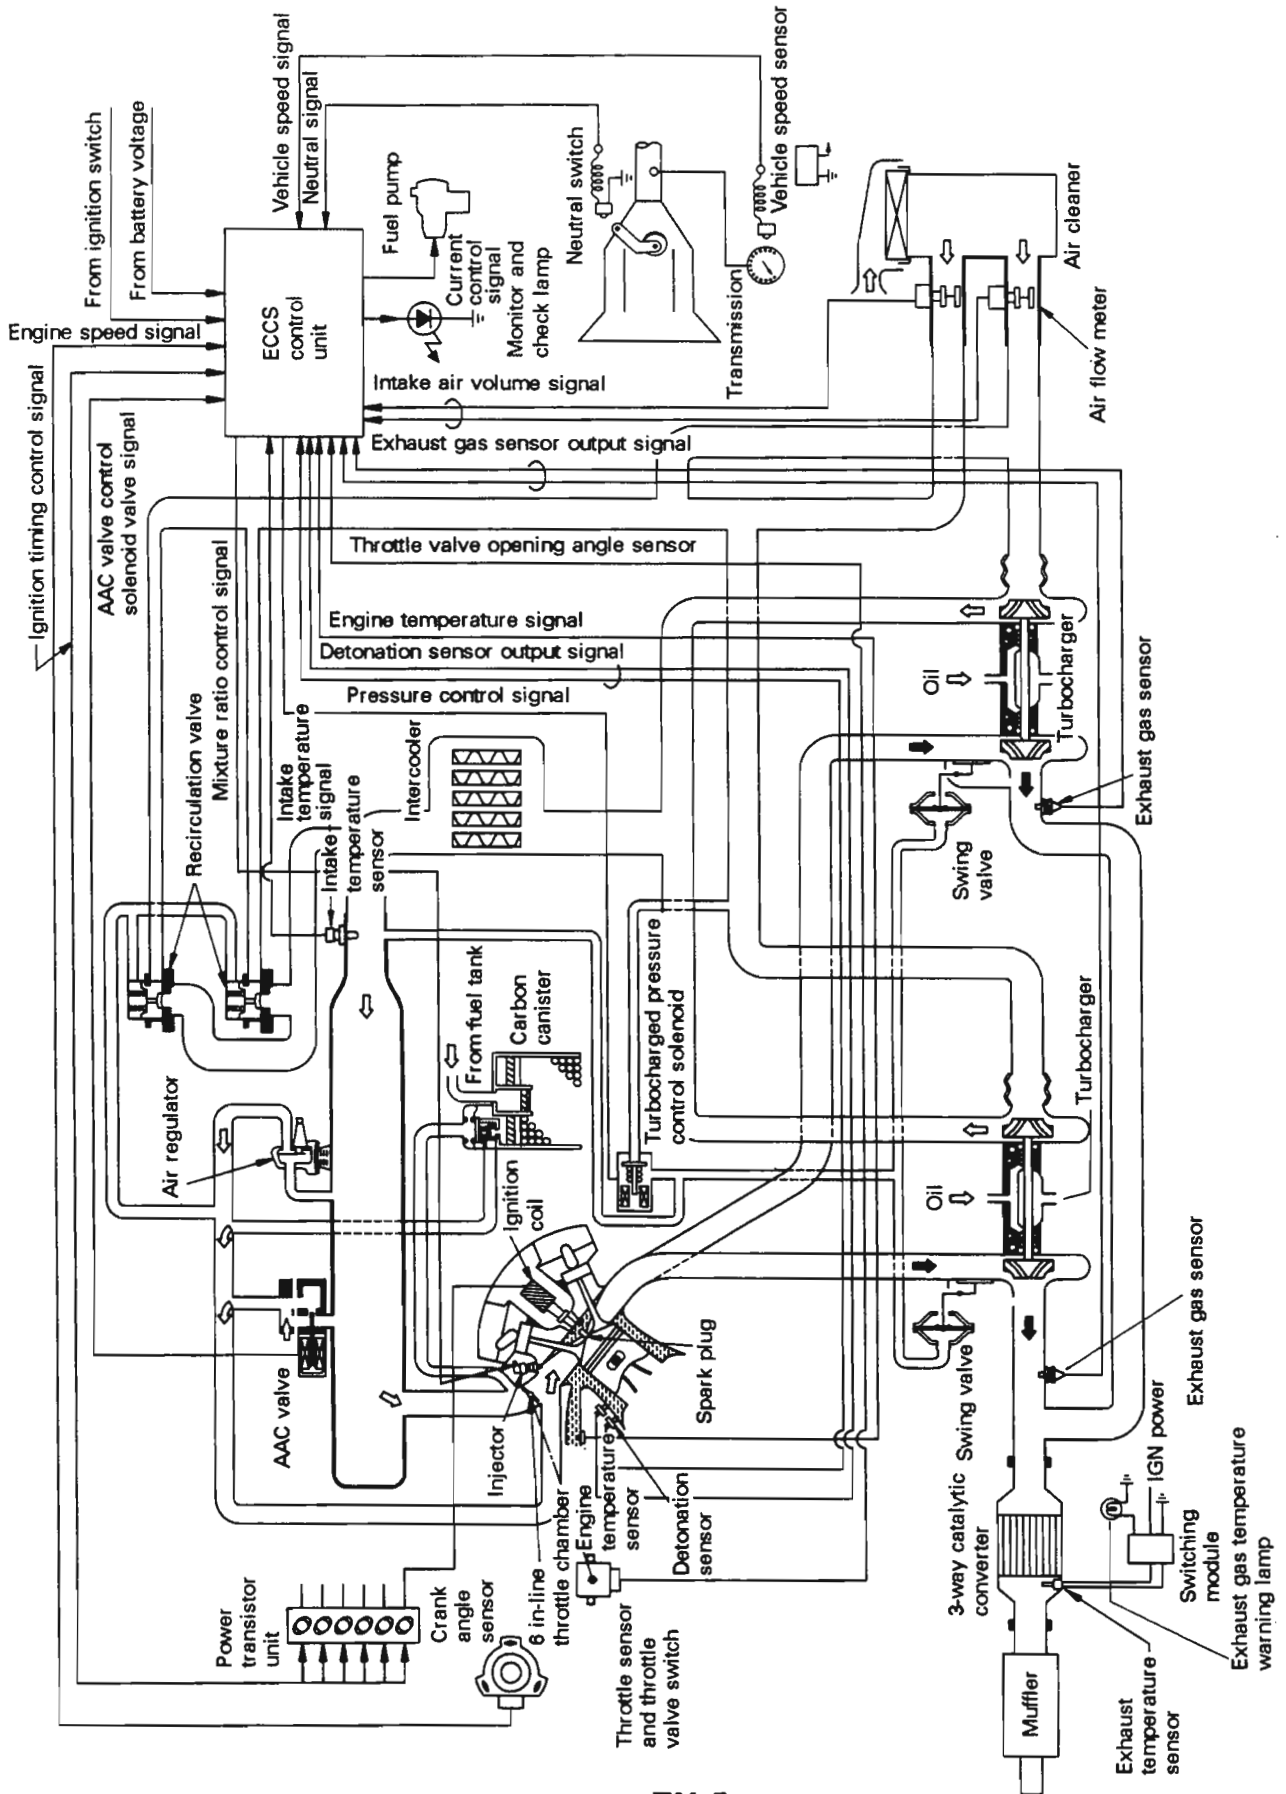 Vehicle speed signal
Neutral signal
From ignition switch
From battery voltage
Engine speed signal
Ignition timing control signal
AAC valve control
solenoid valve signal
Mixture ratio control signal
ECCS
control
unit
Fuel pump
Current
control
signal
Monitor and
check lamp
Neutral switch
Vehicle speed sensor
Transmission
Air cleaner
Air flow meter
Intake air volume signal
Exhaust gas sensor output signal
Throttle valve opening angle sensor
Engine temperature signal
Detonation sensor output signal
Pressure control signal
Recirculation valve
Intake
temperature
signal
Intake
temperature
sensor
Intercooler
Oil
Turbocharger
Exhaust gas sensor
Swing
valve
From fuel tank
Carbon
canister
Turbocharged pressure
control solenoid
Turbocharger
Air regulator
Ignition
coil
Oil
AAC valve
Injector
Spark plug
Swing valve
Exhaust gas sensor
Engine
temperature
sensor
Detonation
sensor
6 in-line
throttle chamber
Crank
angle
sensor
Power
transistor
unit
Throttle sensor
and throttle
valve switch
3-way catalytic
converter
IGN power
Switching
module
Exhaust gas temperature
warning lamp
Muffler
Exhaust
temperature
sensor